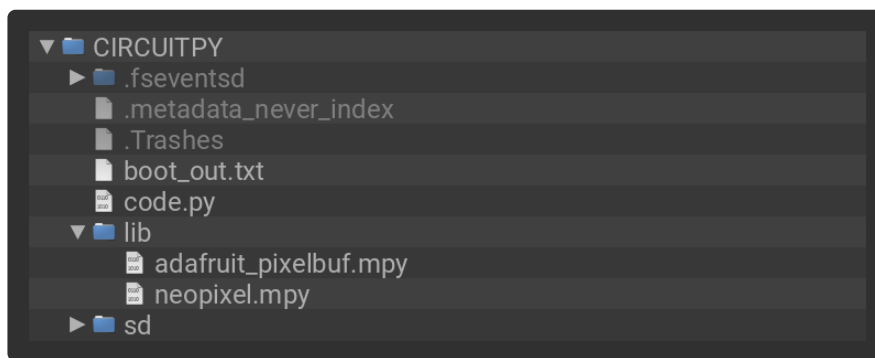 CIRCUITPY
.fseventsd
.metadata_never_index
.Trashes
boot_out.txt
code.py
lib
adafruit_pixelbuf.mpy
neopixel.mpy
sd